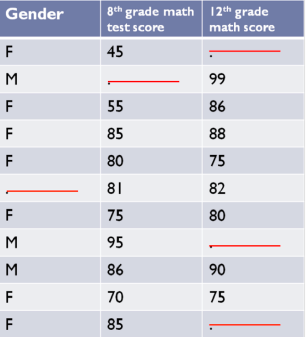 Gender 8th grade math test score 12th grade math score
F 45 .
M . 99
F 55 86
F 85 88
F 80 75
. 81 82
F 75 80
M 95 .
M 86 90
F 70 75
F 85 .